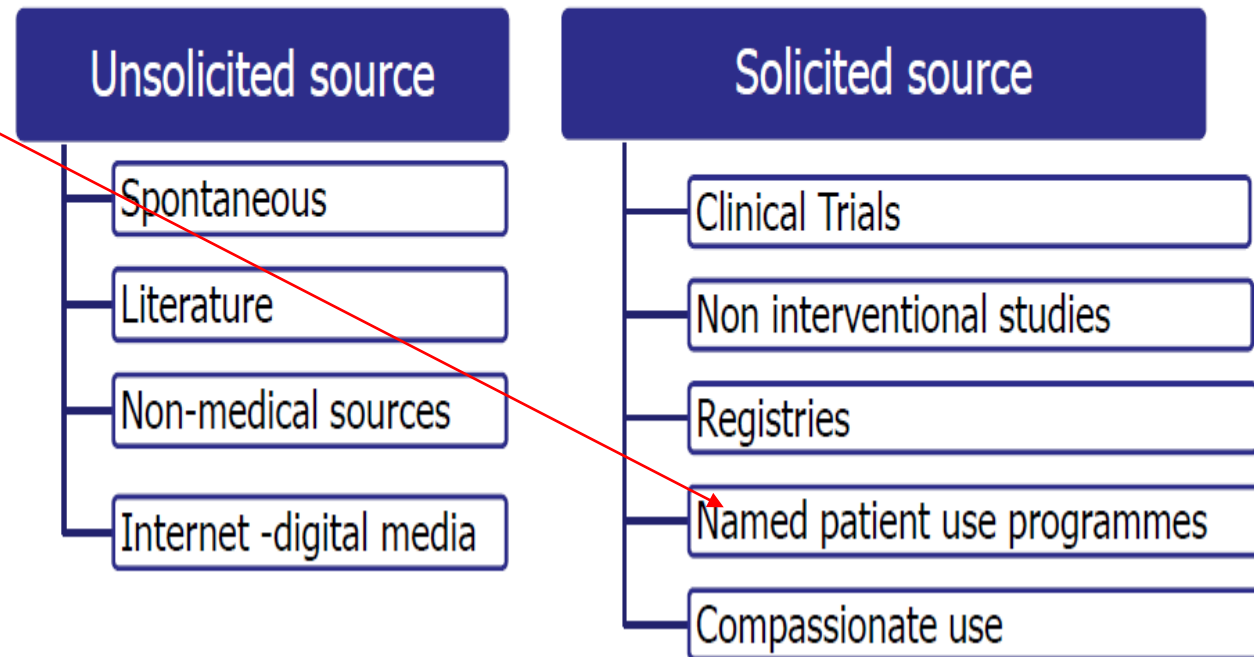 Unsolicited source
Spontaneous
Literature
Non-medical sources
Internet -digital media
Solicited source
Clinical Trials
Non interventional studies
Registries
Named patient use programmes
Compassionate use